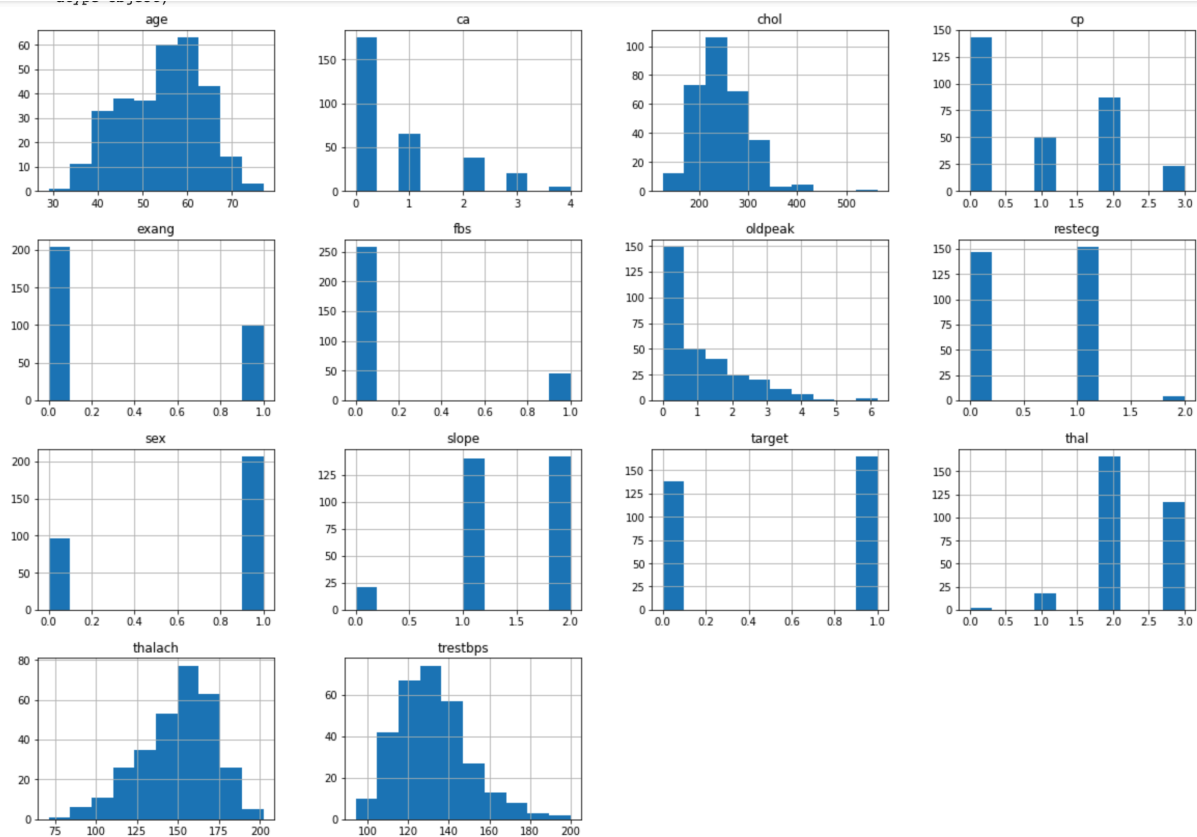 age ca chol cp
60 50 40 30 20 10 0
150 100 50 0
100 80 60 40 20 0
150 125 100 75 50 25 0
30 40 50 60 70
0 1 2 3 4
200 300 400 500
0.0 0.5 1.0 1.5 2.0 2.5 3.0
exang fbs oldpeak restecg
200 150 100 50 0
250 200 150 100 50 0
150 125 100 75 50 25 0
150 125 100 75 50 25 0
0.0 0.2 0.4 0.6 0.8 1.0
0.0 0.2 0.4 0.6 0.8 1.0
0 1 2 3 4 5 6
0.0 0.5 1.0 1.5 2.0
sex slope target thal
200 150 100 50 0
125 100 75 50 25 0
150 125 100 75 50 25 0
150 125 100 75 50 25 0
0.0 0.2 0.4 0.6 0.8 1.0
0.0 0.5 1.0 1.5 2.0
0.0 0.2 0.4 0.6 0.8 1.0
0.0 0.5 1.0 1.5 2.0 2.5 3.0
thalach trestbps
80 60 40 20 0
60 40 20 0
75 100 125 150 175 200
100 120 140 160 180 200